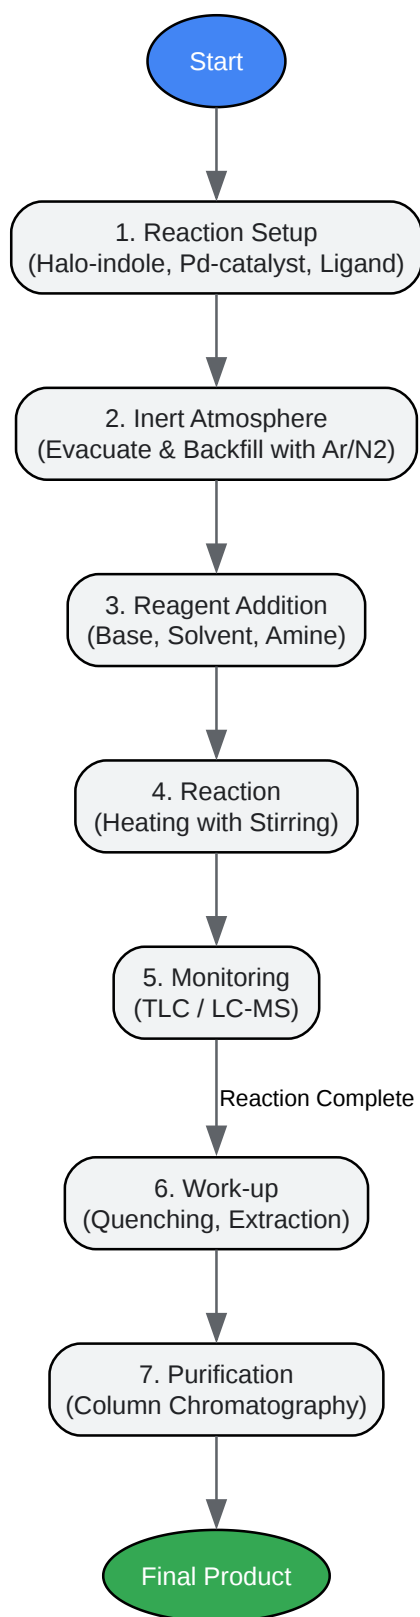 Start
1. Reaction Setup
(Halo-indole, Pd-catalyst, Ligand)
2. Inert Atmosphere
(Evacuate & Backfill with Ar/N2)
3. Reagent Addition
(Base, Solvent, Amine)
4. Reaction
(Heating with Stirring)
5. Monitoring
(TLC / LC-MS)
Reaction Complete
6. Work-up
(Quenching, Extraction)
7. Purification
(Column Chromatography)
Final Product